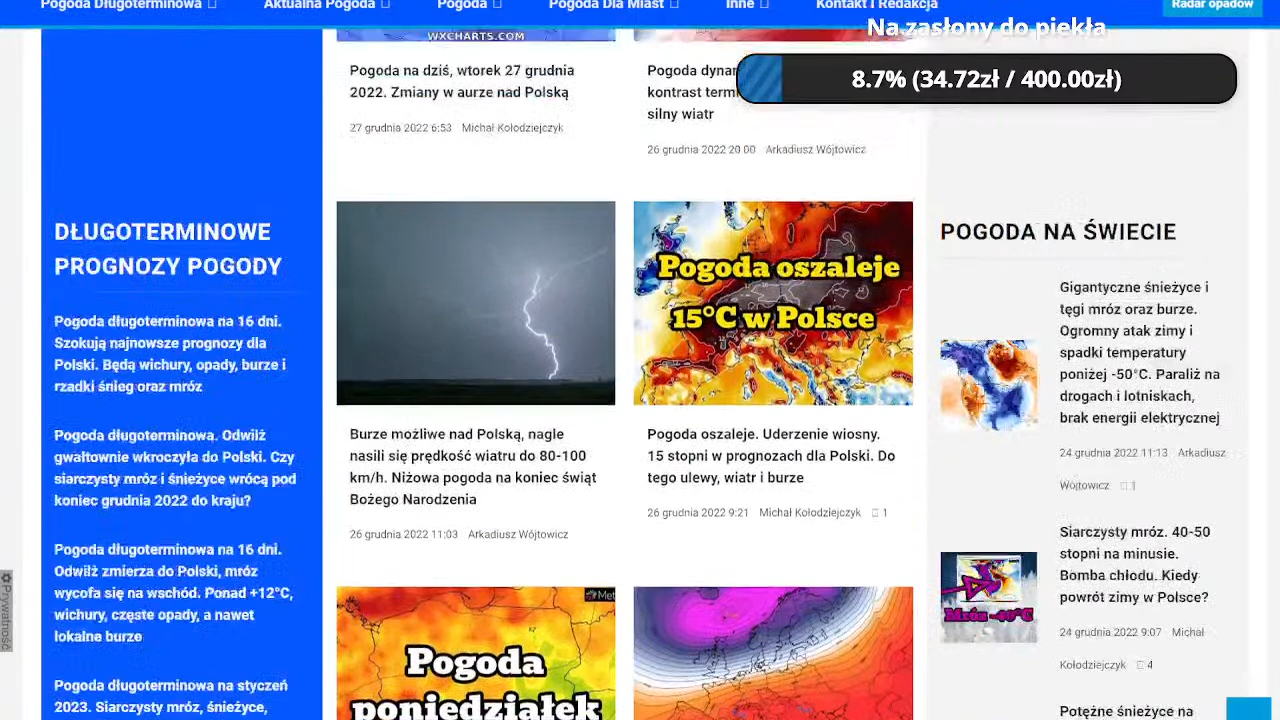 Pogoda Długoterminowa
Aktualna Pogoda
Pogoda
Pogoda Dla Miast
Inne
Kontakt I Redakcja
Radar opadów
Na zasłony do piekła
8.7% (34.72zł / 400.00zł)
WXCHARTS.COM
Pogoda na dziś, wtorek 27 grudnia
2022. Zmiany w aurze nad Polską
27 grudnia 2022 6:53 Michał Kołodziejczyk
Pogoda dynam
kontrast term
silny wiatr
26 grudnia 2022 20:00 Arkadiusz Wójtowicz
DŁUGOTERMINOWE
PROGNOZY POGODY
Pogoda długoterminowa na 16 dni.
Szokują najnowsze prognozy dla
Polski. Będą wichury, opady, burze i
rzadki śnieg oraz mróz
Pogoda długoterminowa. Odwilż
gwałtownie wkroczyła do Polski. Czy
siarczysty mróz i śnieżyce wrócą pod
koniec grudnia 2022 do kraju?
Pogoda długoterminowa na 16 dni.
Odwilż zmierza do Polski, mróz
wycofa się na wschód. Ponad +12°C,
wichury, częste opady, a nawet
lokalne burze
Pogoda długoterminowa na styczeń
2023. Siarczysty mróz, śnieżyce,
Burze możliwe nad Polską, nagle
nasili się prędkość wiatru do 80-100
km/h. Niżowa pogoda na koniec świąt
Bożego Narodzenia
26 grudnia 2022 11:03 Arkadiusz Wójtowicz
Pogoda oszaleje
15°C w Polsce
Pogoda oszaleje. Uderzenie wiosny.
15 stopni w prognozach dla Polski. Do
tego ulewy, wiatr i burze
26 grudnia 2022 9:21 Michał Kołodziejczyk 1
Met
Pogoda
poniedziałek
POGODA NA ŚWIECIE
Gigantyczne śnieżyce i
tęgi mróz oraz burze.
Ogromny atak zimy i
spadki temperatury
poniżej -50°C. Paraliż na
drogach i lotniskach,
brak energii elektrycznej
24 grudnia 2022 11:13 Arkadiusz
Wójtowicz 1
Siarczysty mróz. 40-50
stopni na minusie.
Bomba chłodu. Kiedy
powrót zimy w Polsce?
24 grudnia 2022 9:07 Michał
Kołodziejczyk 4
Potężne śnieżyce na
Prywatność